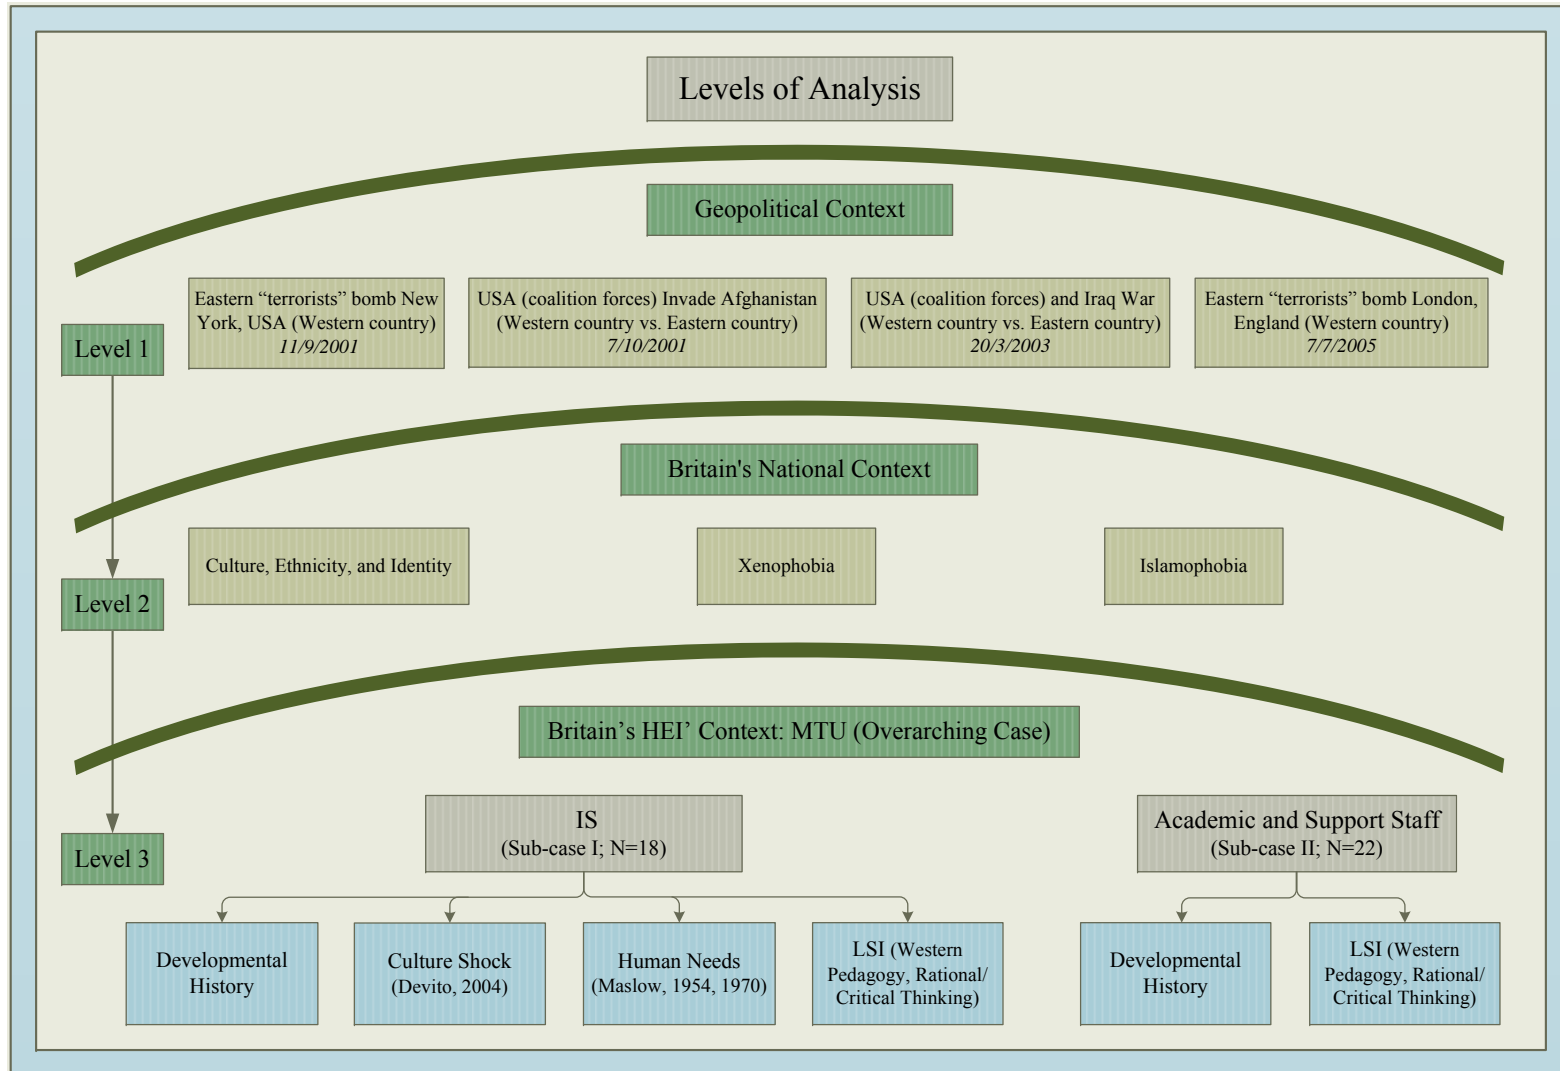 Levels of Analysis
Geopolitical Context
Eastern “terrorists” bomb New
York, USA (Western country)
11/9/2001
USA (coalition forces) Invade Afghanistan
(Western country vs. Eastern country)
7/10/2001
USA (coalition forces) and Iraq War
(Western country vs. Eastern country)
20/3/2003
Eastern “terrorists” bomb London,
England (Western country)
7/7/2005
Level 1
Britain's National Context
Culture, Ethnicity, and Identity
Xenophobia
Islamophobia
Level 2
Britain’s HEI’ Context: MTU (Overarching Case)
IS
(Sub-case I; N=18)
Academic and Support Staff
(Sub-case II; N=22)
Level 3
Developmental
History
Culture Shock
(Devito, 2004)
Human Needs
(Maslow, 1954, 1970)
LSI (Western
Pedagogy, Rational/
Critical Thinking)
Developmental
History
LSI (Western
Pedagogy, Rational/
Critical Thinking)